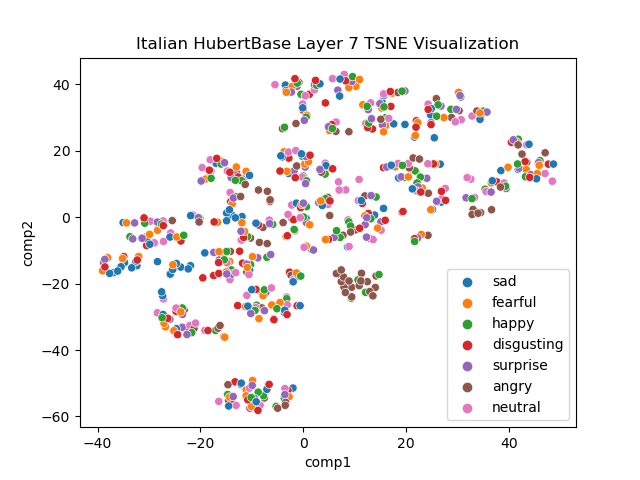 Italian HubertBase Layer 7 TSNE Visualization
40
20
0
−20
−40
−60
comp2
−40
−20
0
20
40
comp1
sad
fearful
happy
disgusting
surprise
angry
neutral